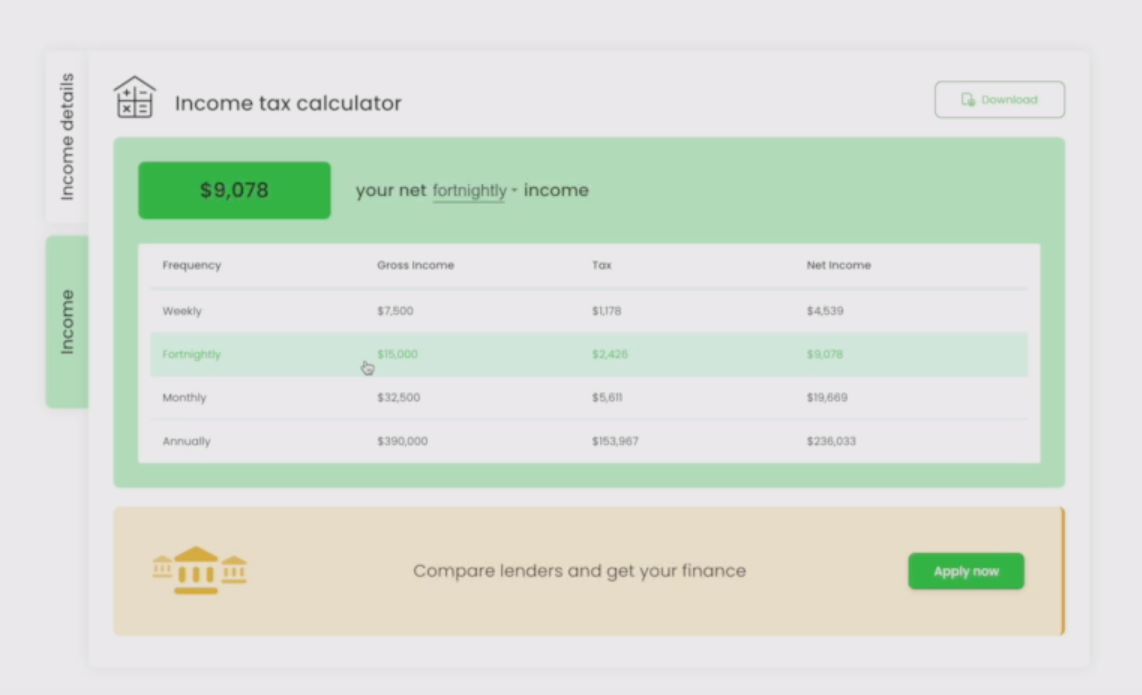 Income details
Income
Income tax calculator
Download
$9,078 your net fortnightly - income
Frequency Gross Income Tax Net Income
Weekly $7,500 $1,178 $4,539
Fortnightly $15,000 $2,426 $9,078
Monthly $32,500 $5,611 $19,669
Annually $390,000 $153,967 $236,033
Compare lenders and get your finance
Apply now